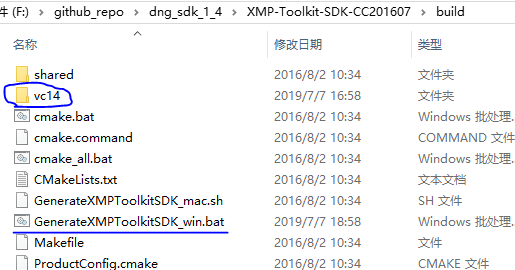 件 (F:) › github_repo › dng_sdk_1_4 › XMP-Toolkit-SDK-CC201607 › build
名称 修改日期 类型
shared 2016/8/2 10:34 文件夹
vc14 2019/7/7 16:58 文件夹
cmake.bat 2016/8/2 10:34 Windows 批处理...
cmake.command 2016/8/2 10:34 COMMAND 文件
cmake_all.bat 2016/8/2 10:34 Windows 批处理...
CMakeLists.txt 2016/8/2 10:34 文本文档
GenerateXMPToolkitSDK_mac.sh 2016/8/2 10:34 SH 文件
GenerateXMPToolkitSDK_win.bat 2019/7/7 18:58 Windows 批处理...
Makefile 2016/8/2 10:34 文件
ProductConfig.cmake 2016/8/2 10:34 CMAKE 文件